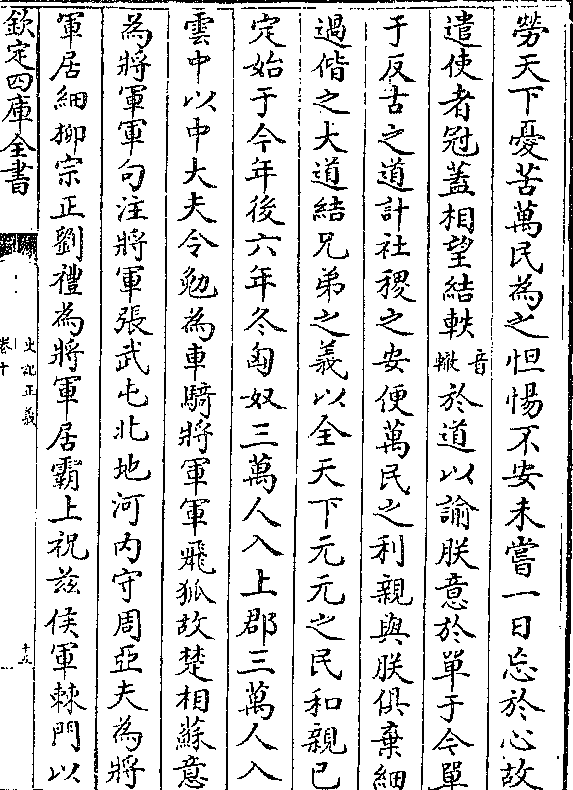 勞天下憂苦萬民為之怛惕不安未嘗一日忘於心故
遣使者冠蓋相望結軼音轍於道以諭朕意於單于令單
于反古之道計社稷之安便萬民之利親與朕俱棄細
過偕之大道結兄弟之義以全天下元元之民和親已
定始于今年後六年冬匈奴三萬人入上郡三萬人入
雲中以中大夫令勉為車騎將軍軍飛狐故楚相蘇意
為將軍軍句注將軍張武屯北地河内守周亞夫為將
軍居細柳宗正劉禮為將軍居霸上祝茲侯軍棘門以
欽定四庫全書
史記正義
卷十
十五